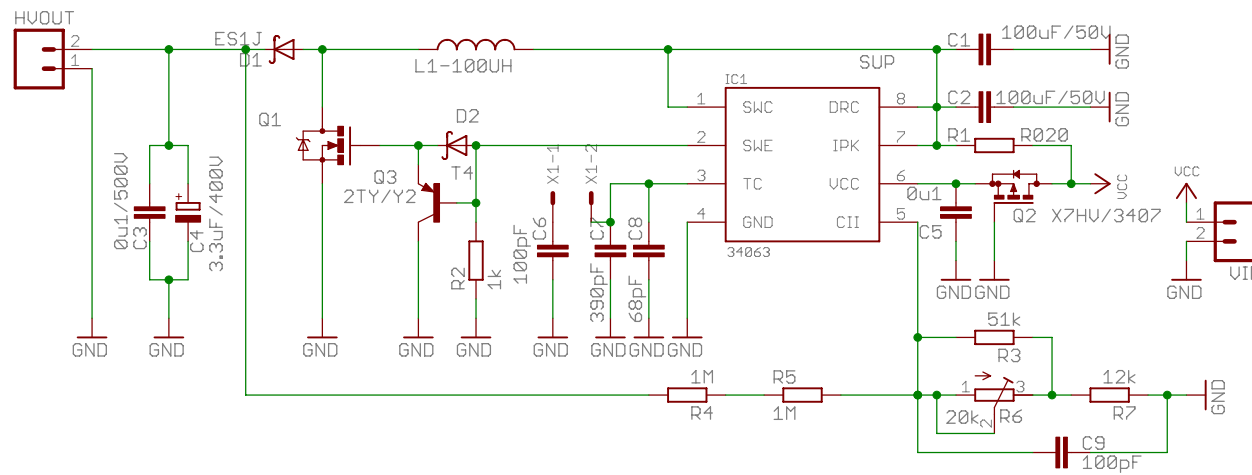 HVOUT
2
1
ES1J
D1
L1-100UH
SUP
C1
100uF/50V
GND
C2
100uF/50V
GND
IC1
1
SWC
DRC
8
2
SWE
IPK
7
3
TC
VCC
6
4
GND
CII
5
34063
R1
R020
VCC
0u1
C5
Q2
X7HV/3407
GND
GND
VCC
1
2
GND
VI
Q1
D2
T4
Q3
2TY/Y2
X1-1
X1-2
C6
100pF
C7
390pF
C8
68pF
R2
1k
0u1/500V
C3
+
C4
3.3uF/400V
GND
GND
GND
GND
GND
GND
GND
GND
GND
51k
R3
1M
R4
R5
1M
1
3
20k
2
R6
12k
R7
GND
C9
100pF